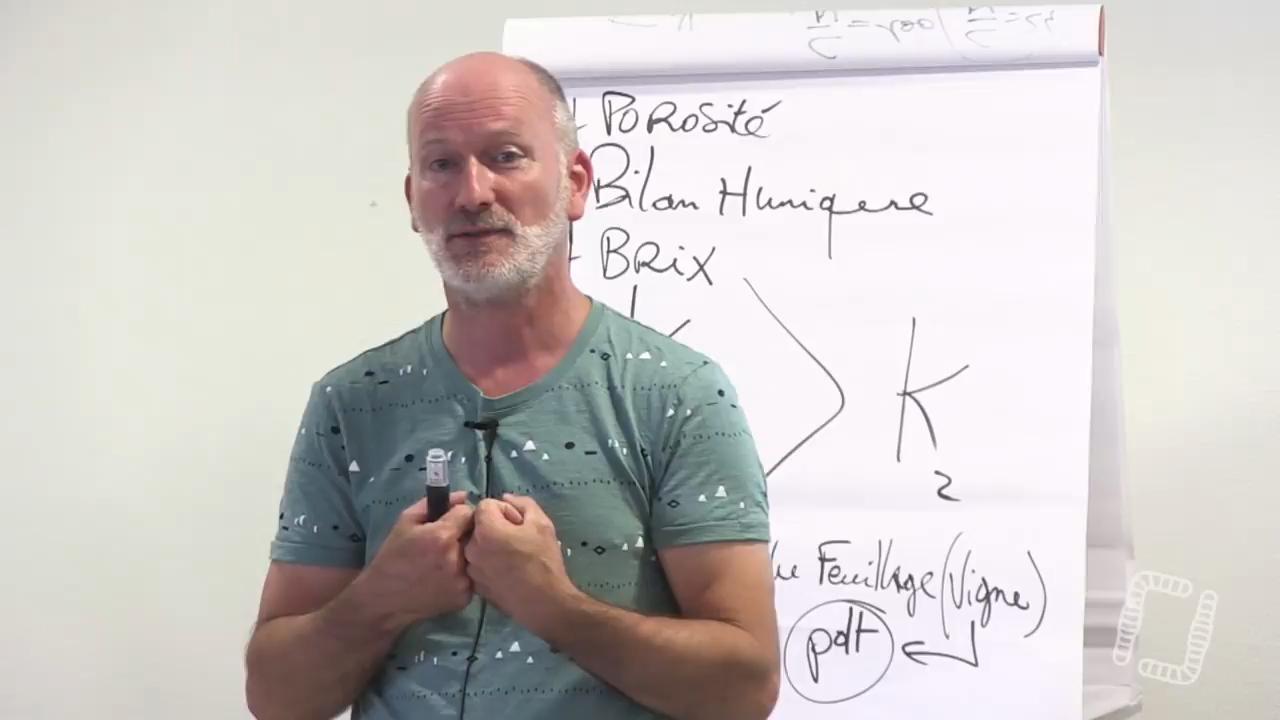 Porosité
Bilan Humique
Brix
K
2
Feuillage (Vigne)
pdt